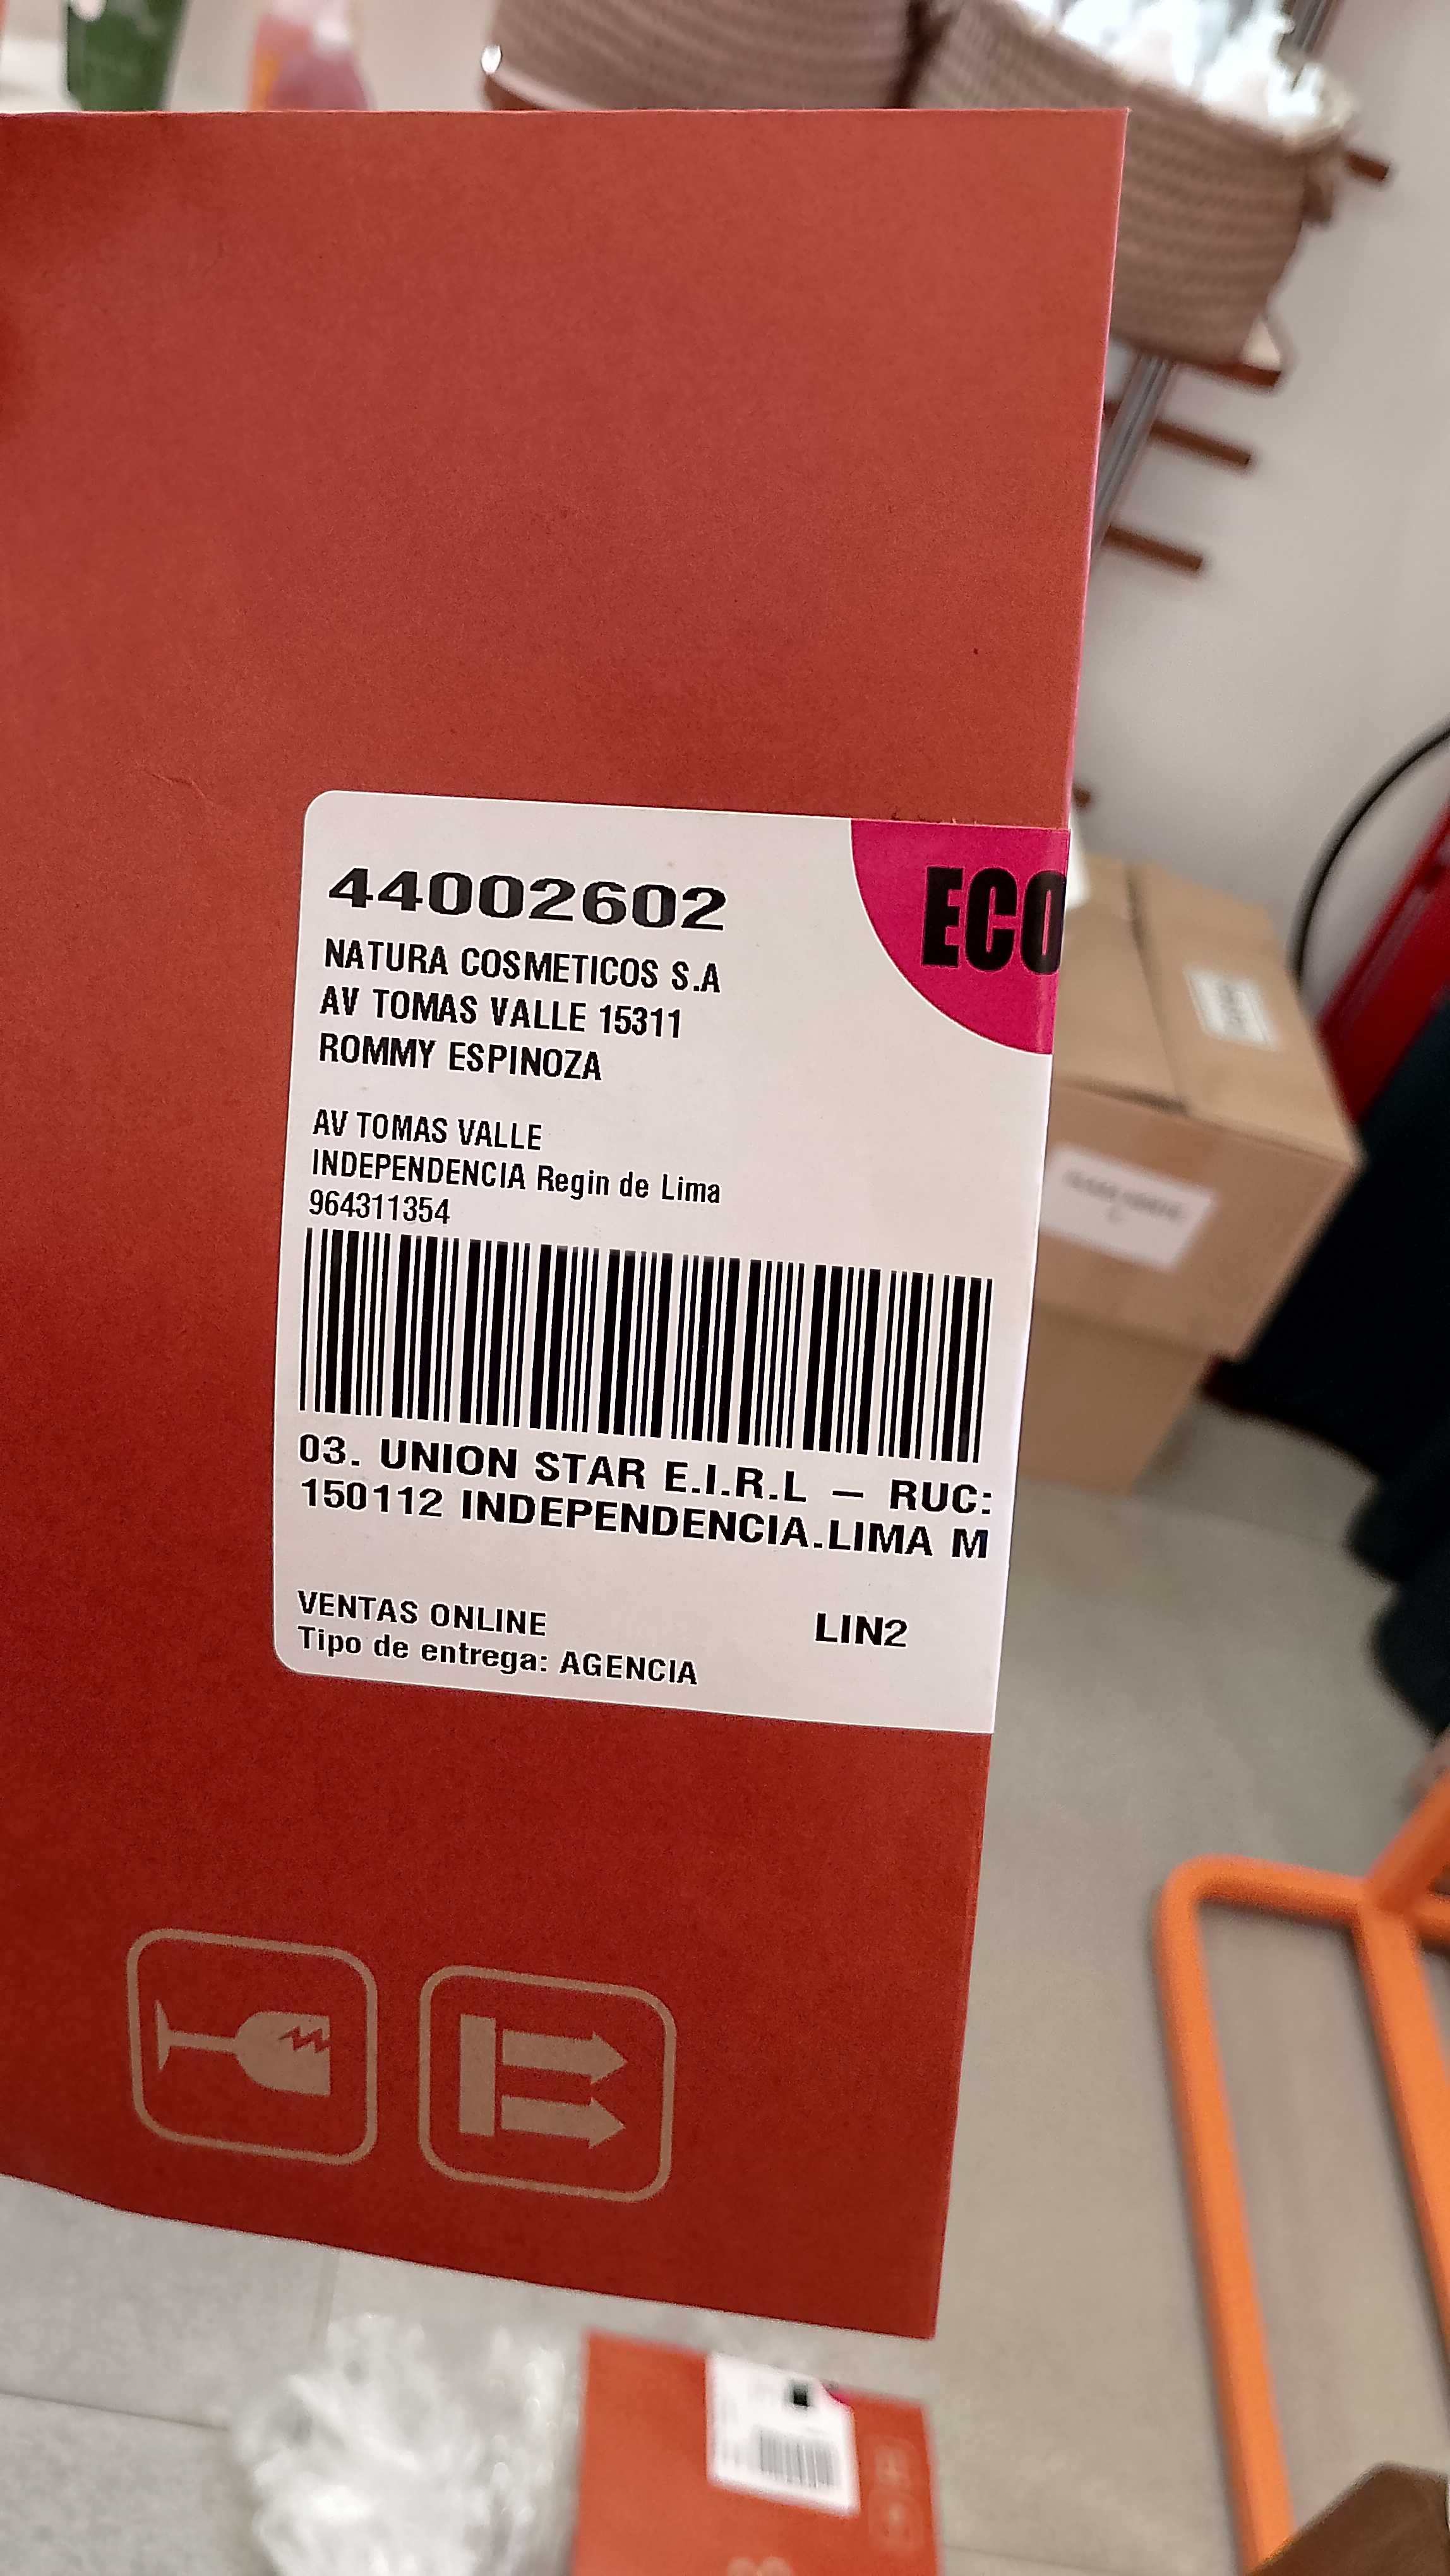 44002602
ECO
NATURA COSMETICOS S.A
AV TOMAS VALLE 15311
ROMMY ESPINOZA
AV TOMAS VALLE
INDEPENDENCIA Regin de Lima
964311354
03. UNION STAR E.I.R.L – RUC:
150112 INDEPENDENCIA.LIMA M
VENTAS ONLINE
LIN2
Tipo de entrega: AGENCIA